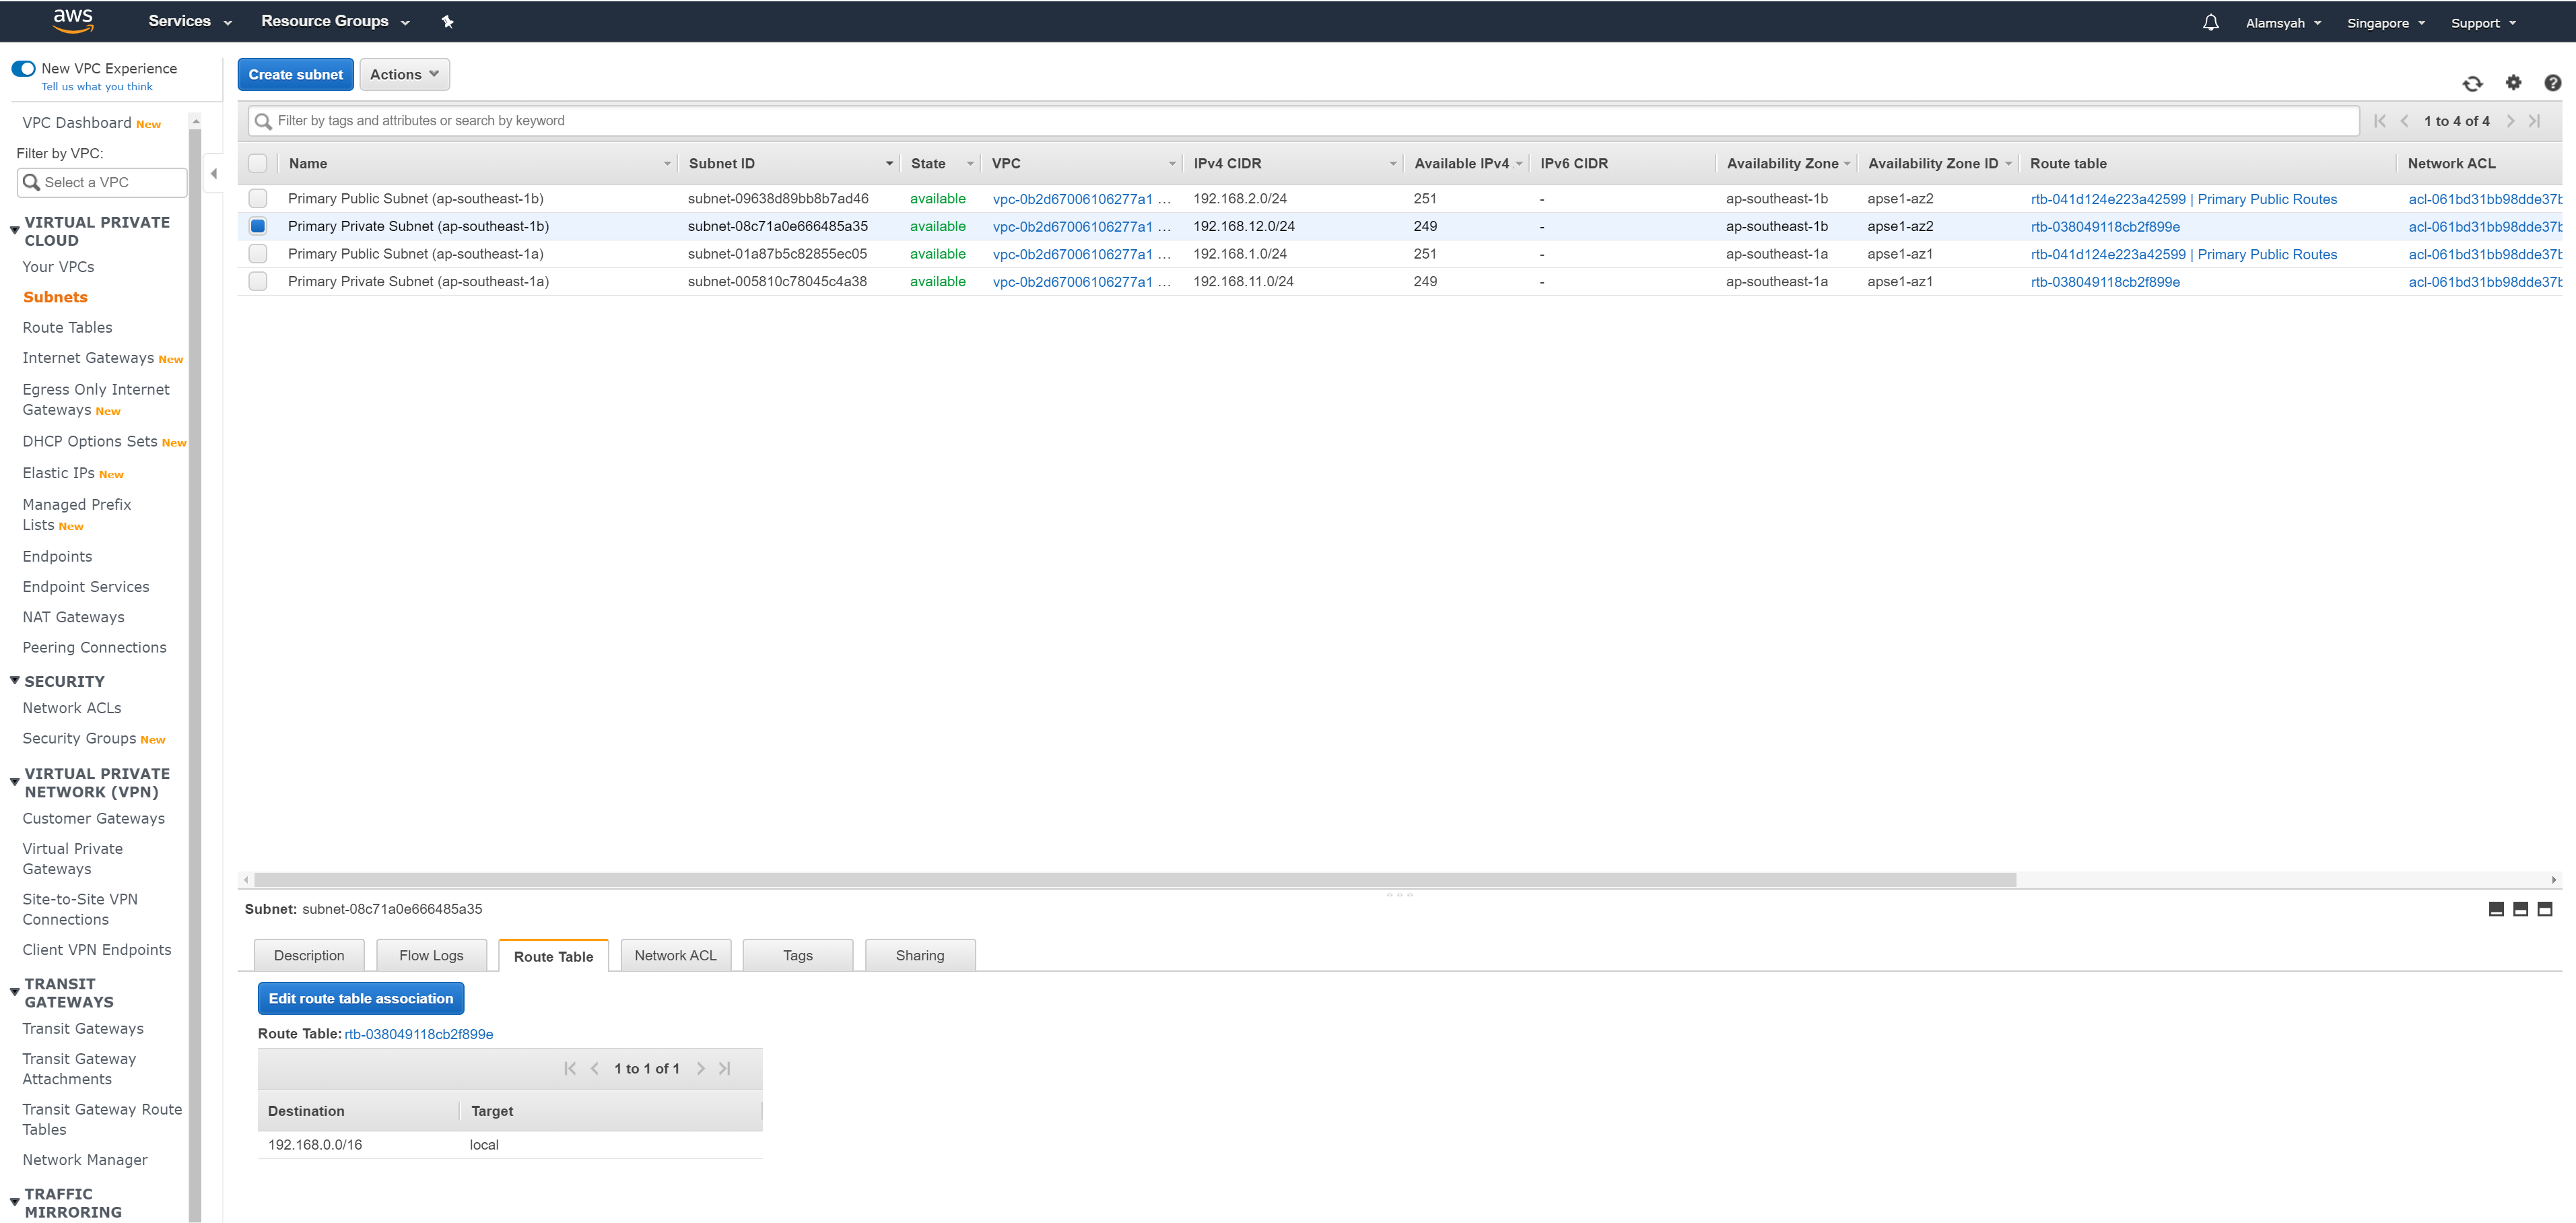 aws Services Resource Groups Alamsyah Singapore Support
New VPC Experience
Tell us what you think
VPC Dashboard New
Filter by VPC:
Select a VPC
VIRTUAL PRIVATE
CLOUD
Your VPCs
Subnets
Route Tables
Internet Gateways New
Egress Only Internet
Gateways New
DHCP Options Sets New
Elastic IPs New
Managed Prefix
Lists New
Endpoints
Endpoint Services
NAT Gateways
Peering Connections
SECURITY
Network ACLs
Security Groups New
VIRTUAL PRIVATE
NETWORK (VPN)
Customer Gateways
Virtual Private
Gateways
Site-to-Site VPN
Connections
Client VPN Endpoints
TRANSIT
GATEWAYS
Transit Gateways
Transit Gateway
Attachments
Transit Gateway Route
Tables
Network Manager
TRAFFIC
MIRRORING
Create subnet Actions
Filter by tags and attributes or search by keyword 1 to 4 of 4
Name Subnet ID State VPC IPv4 CIDR Available IPv4 IPv6 CIDR Availability Zone Availability Zone ID Route table Network ACL
Primary Public Subnet (ap-southeast-1b) subnet-09638d89bb8b7ad46 available vpc-0b2d67006106277a1 … 192.168.2.0/24 251 - ap-southeast-1b apse1-az2 rtb-041d124e223a42599 | Primary Public Routes acl-061bd31bb98dde37b
Primary Private Subnet (ap-southeast-1b) subnet-08c71a0e666485a35 available vpc-0b2d67006106277a1 … 192.168.12.0/24 249 - ap-southeast-1b apse1-az2 rtb-038049118cb2f899e acl-061bd31bb98dde37b
Primary Public Subnet (ap-southeast-1a) subnet-01a87b5c82855ec05 available vpc-0b2d67006106277a1 … 192.168.1.0/24 251 - ap-southeast-1a apse1-az1 rtb-041d124e223a42599 | Primary Public Routes acl-061bd31bb98dde37b
Primary Private Subnet (ap-southeast-1a) subnet-005810c78045c4a38 available vpc-0b2d67006106277a1 … 192.168.11.0/24 249 - ap-southeast-1a apse1-az1 rtb-038049118cb2f899e acl-061bd31bb98dde37b
Subnet: subnet-08c71a0e666485a35
Description Flow Logs Route Table Network ACL Tags Sharing
Edit route table association
Route Table: rtb-038049118cb2f899e
1 to 1 of 1
Destination Target
192.168.0.0/16 local